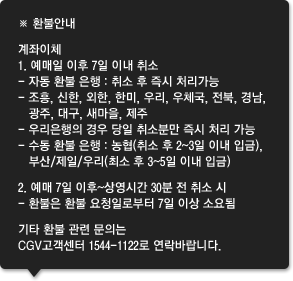 ※ 환불안내
계좌이체
1. 예매일 이후 7일 이내 취소
- 자동 환불 은행 : 취소 후 즉시 처리가능
- 조흥, 신한, 외한, 한미, 우리, 우체국, 전북, 경남,
광주, 대구, 새마을, 제주
- 우리은행의 경우 당일 취소분만 즉시 처리 가능
- 수동 환불 은행 : 농협(취소 후 2~3일 이내 입금),
부산/제일/우리(최소 후 3~5일 이내 입금)
2. 예매 7일 이후~상영시간 30분 전 취소 시
- 환불은 환불 요청일로부터 7일 이상 소요됨
기타 환불 관련 문의는
CGV고객센터 1544-1122로 연락바랍니다.